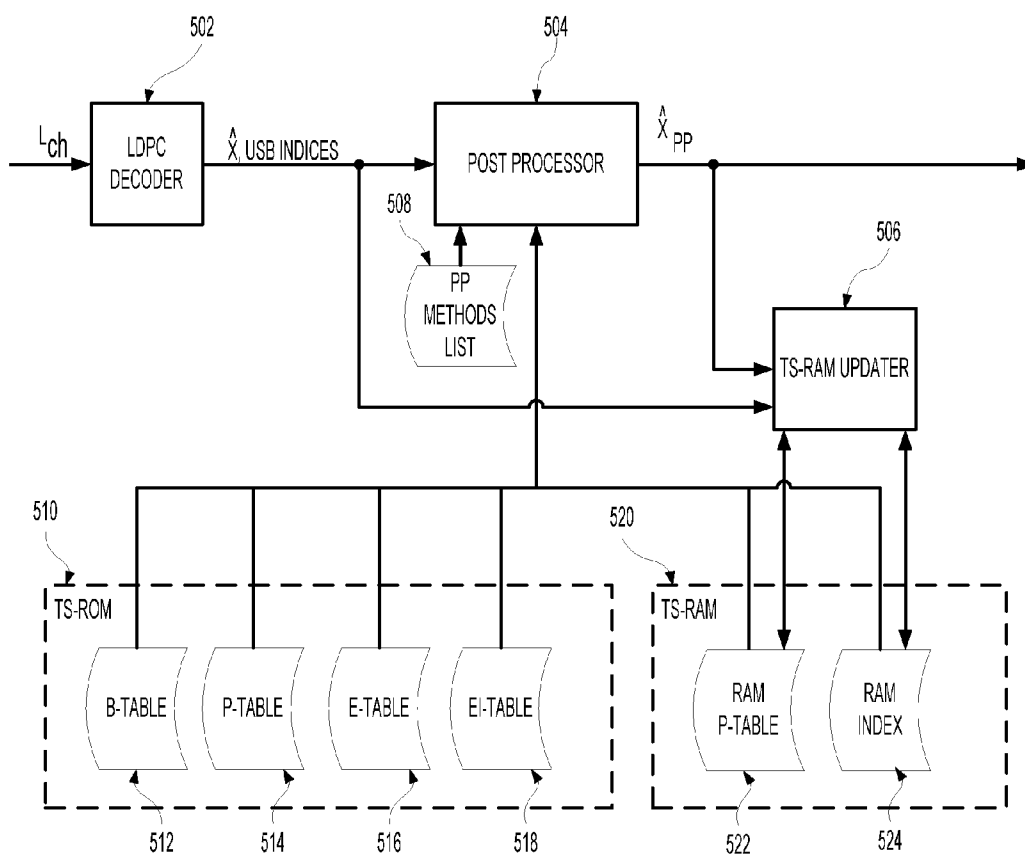 502
504
L ch
LDPC
DECODER
X̂, USB INDICES
POST PROCESSOR
X̂ PP
508
PP
METHODS
LIST
506
TS-RAM UPDATER
510
TS-ROM
520
TS-RAM
B-TABLE
P-TABLE
E-TABLE
EI-TABLE
RAM
P-TABLE
RAM
INDEX
512
514
516
518
522
524